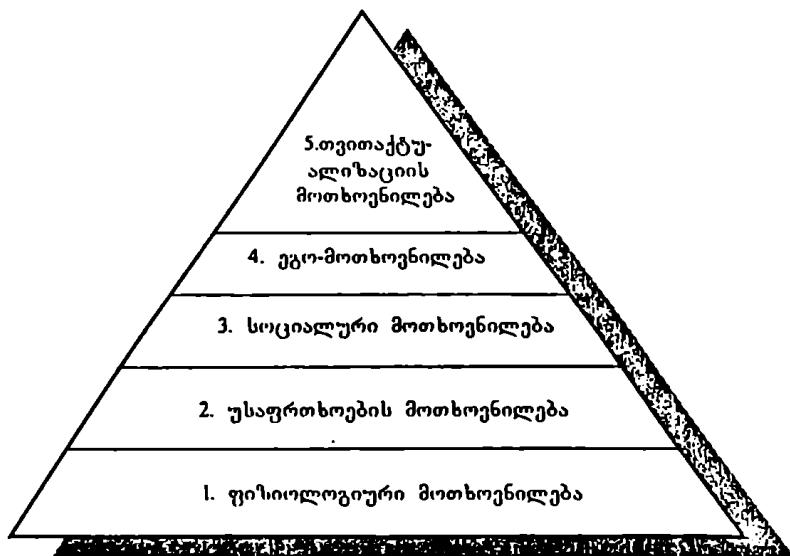 5.თვითაქტუ-
ალიზაციის
მოთხოვნილება
4. ეგო-მოთხოვნილება
3. სოციალური მოთხოვნილება
2. უსაფრთხოების მოთხოვნილება
1. ფიზიოლოგიური მოთხოვნილება